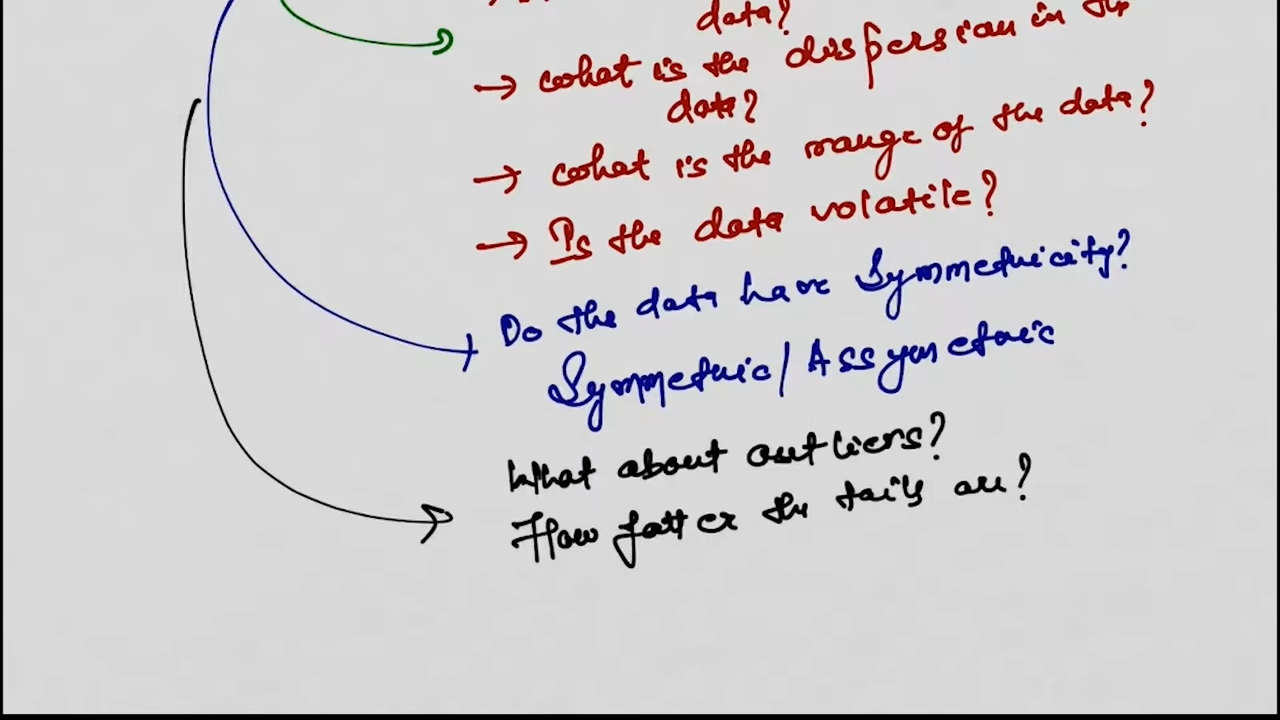 data?
→ What is the dispersion in the
data?
→ What is the range of the data?
→ Is the data volatile?
Do the data have Symmetricity?
Symmetric/Assymetric
What about outliers?
How fatter the tails are?